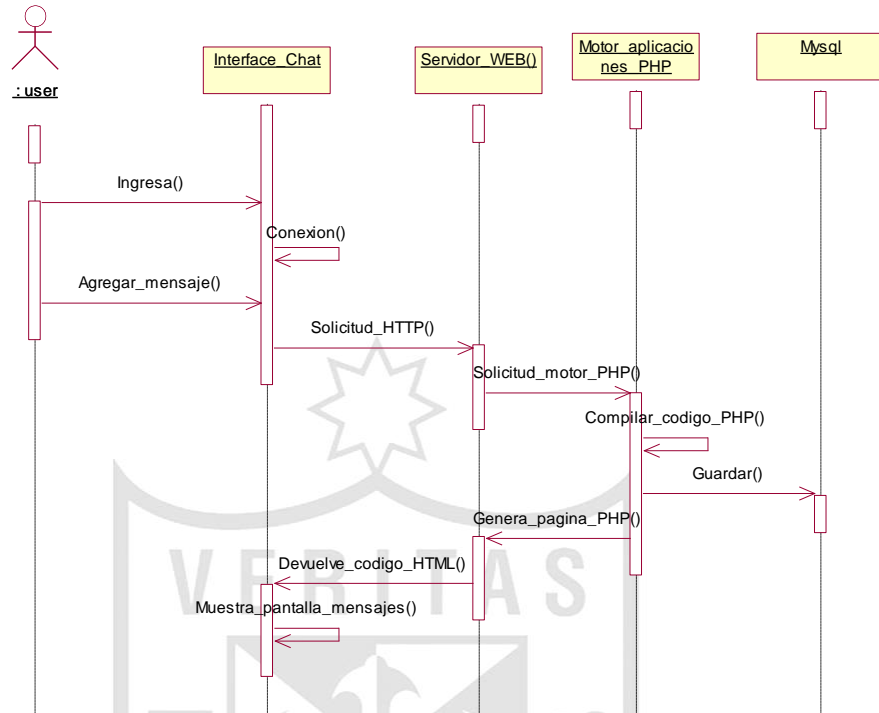 : user
Interface_Chat
Servidor_WEB()
Motor_aplicacio
nes_PHP
Mysql
Ingresa()
Conexion()
Agregar_mensaje()
Solicitud_HTTP()
Solicitud_motor_PHP()
Compilar_codigo_PHP()
Guardar()
Genera_pagina_PHP()
Devuelve_codigo_HTML()
Muestra_pantalla_mensajes()
VERITAS